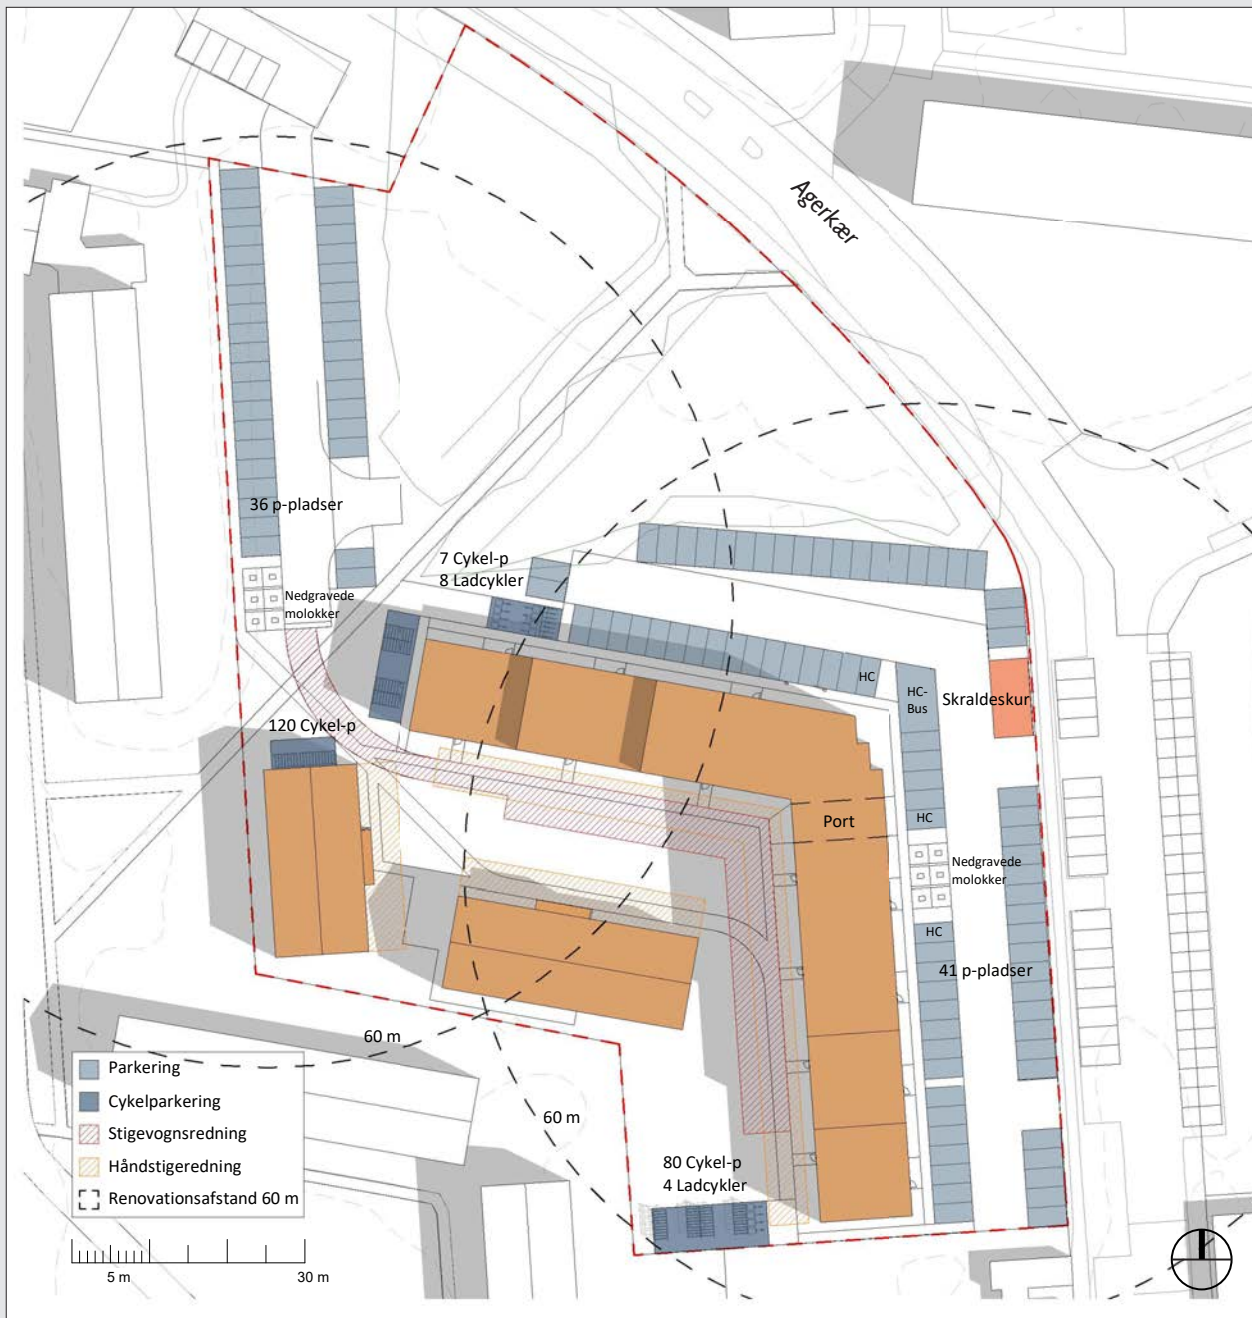 Agerkær
36 p-pladser
7 Cykel-p
8 Ladcykler
Nedgravede
molokker
HC
HC-
Bus
Skraldeskur
120 Cykel-p
Port
HC
Nedgravede
molokker
HC
41 p-pladser
60 m
60 m
80 Cykel-p
4 Ladcykler
Parkering
Cykelparkering
Stigevognsredning
Håndstigeredning
Renovationsafstand 60 m
5 m
30 m